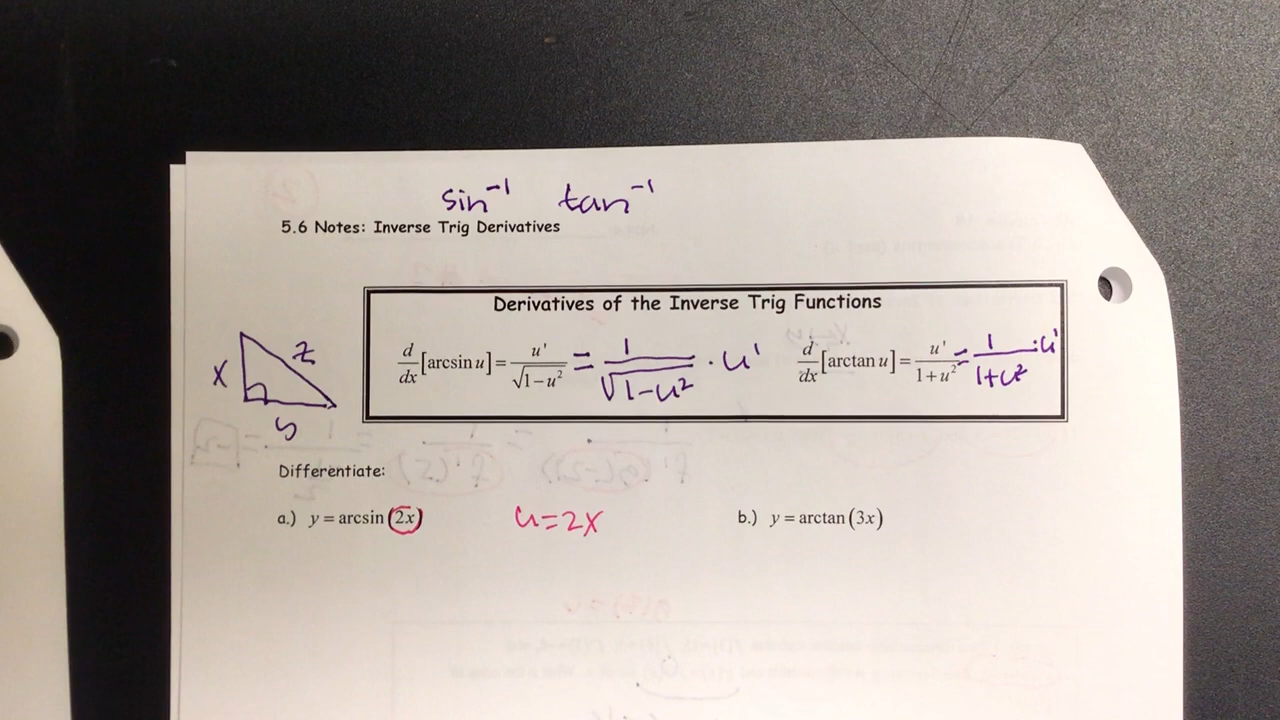 sin⁻¹ tan⁻¹
5.6 Notes: Inverse Trig Derivatives
Derivatives of the Inverse Trig Functions
x z y
d/dx [arcsin u] = u'/√(1-u²) = 1/√(1-u²) · u' d/dx [arctan u] = u'/(1+u²) = 1/(1+u²) · u'
Differentiate:
a.) y = arcsin(2x) u=2x b.) y = arctan(3x)